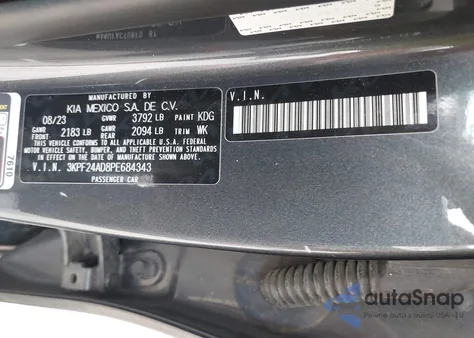 MANUFACTURED BY
KIA MEXICO S.A. DE C.V.
08/23 GVWR 3792 LB PAINT KDG
GAWR FRONT 2183 LB GAWR REAR 2094 LB TRIM WK
THIS VEHICLE CONFORMS TO ALL APPLICABLE U.S.A. FEDERAL
MOTOR VEHICLE SAFETY, BUMPER, AND THEFT PREVENTION
STANDARDS IN EFFECT ON THE DATE OF MANUFACTURE SHOWN ABOVE.
V.I.N. 3KPF24AD8PE684343
PASSENGER CAR
V.I.N.
7610
autoSnap